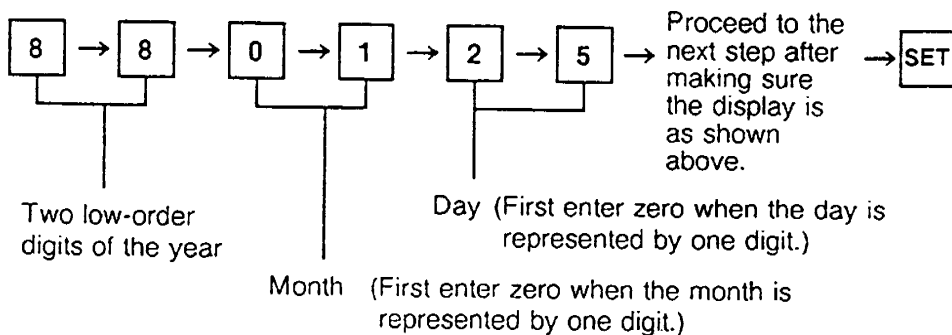 8 → 8 → 0 → 1 → 2 → 5 → Proceed to the → SET
next step after
making sure
the display is
as shown
above.
Two low-order
digits of the year
Day (First enter zero when the day is
represented by one digit.)
Month (First enter zero when the month is
represented by one digit.)